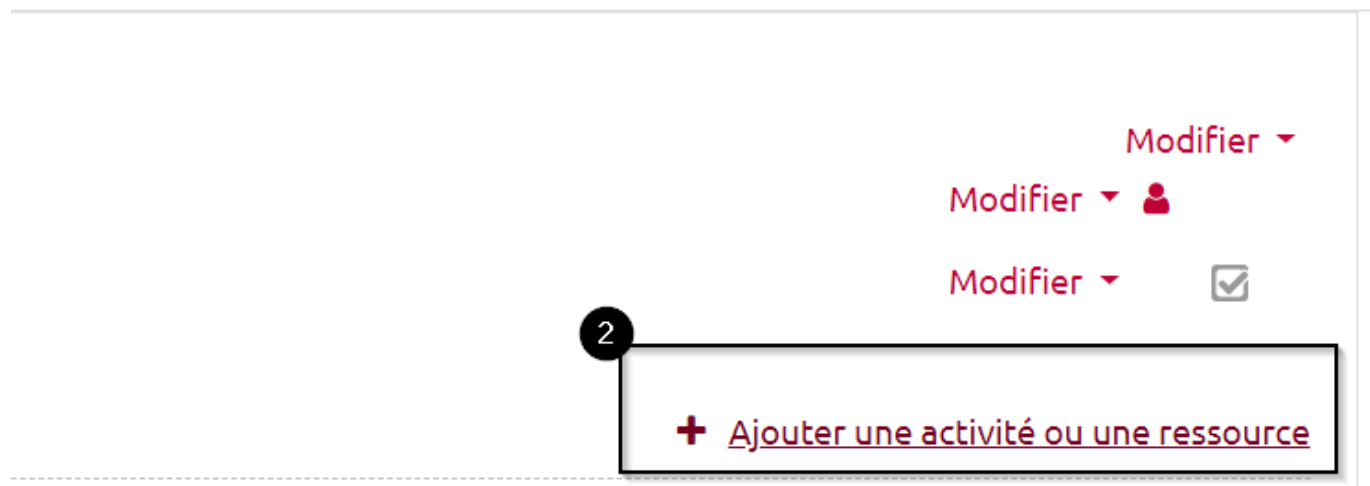 Modifier
Modifier
Modifier
2
Ajouter une activité ou une ressource